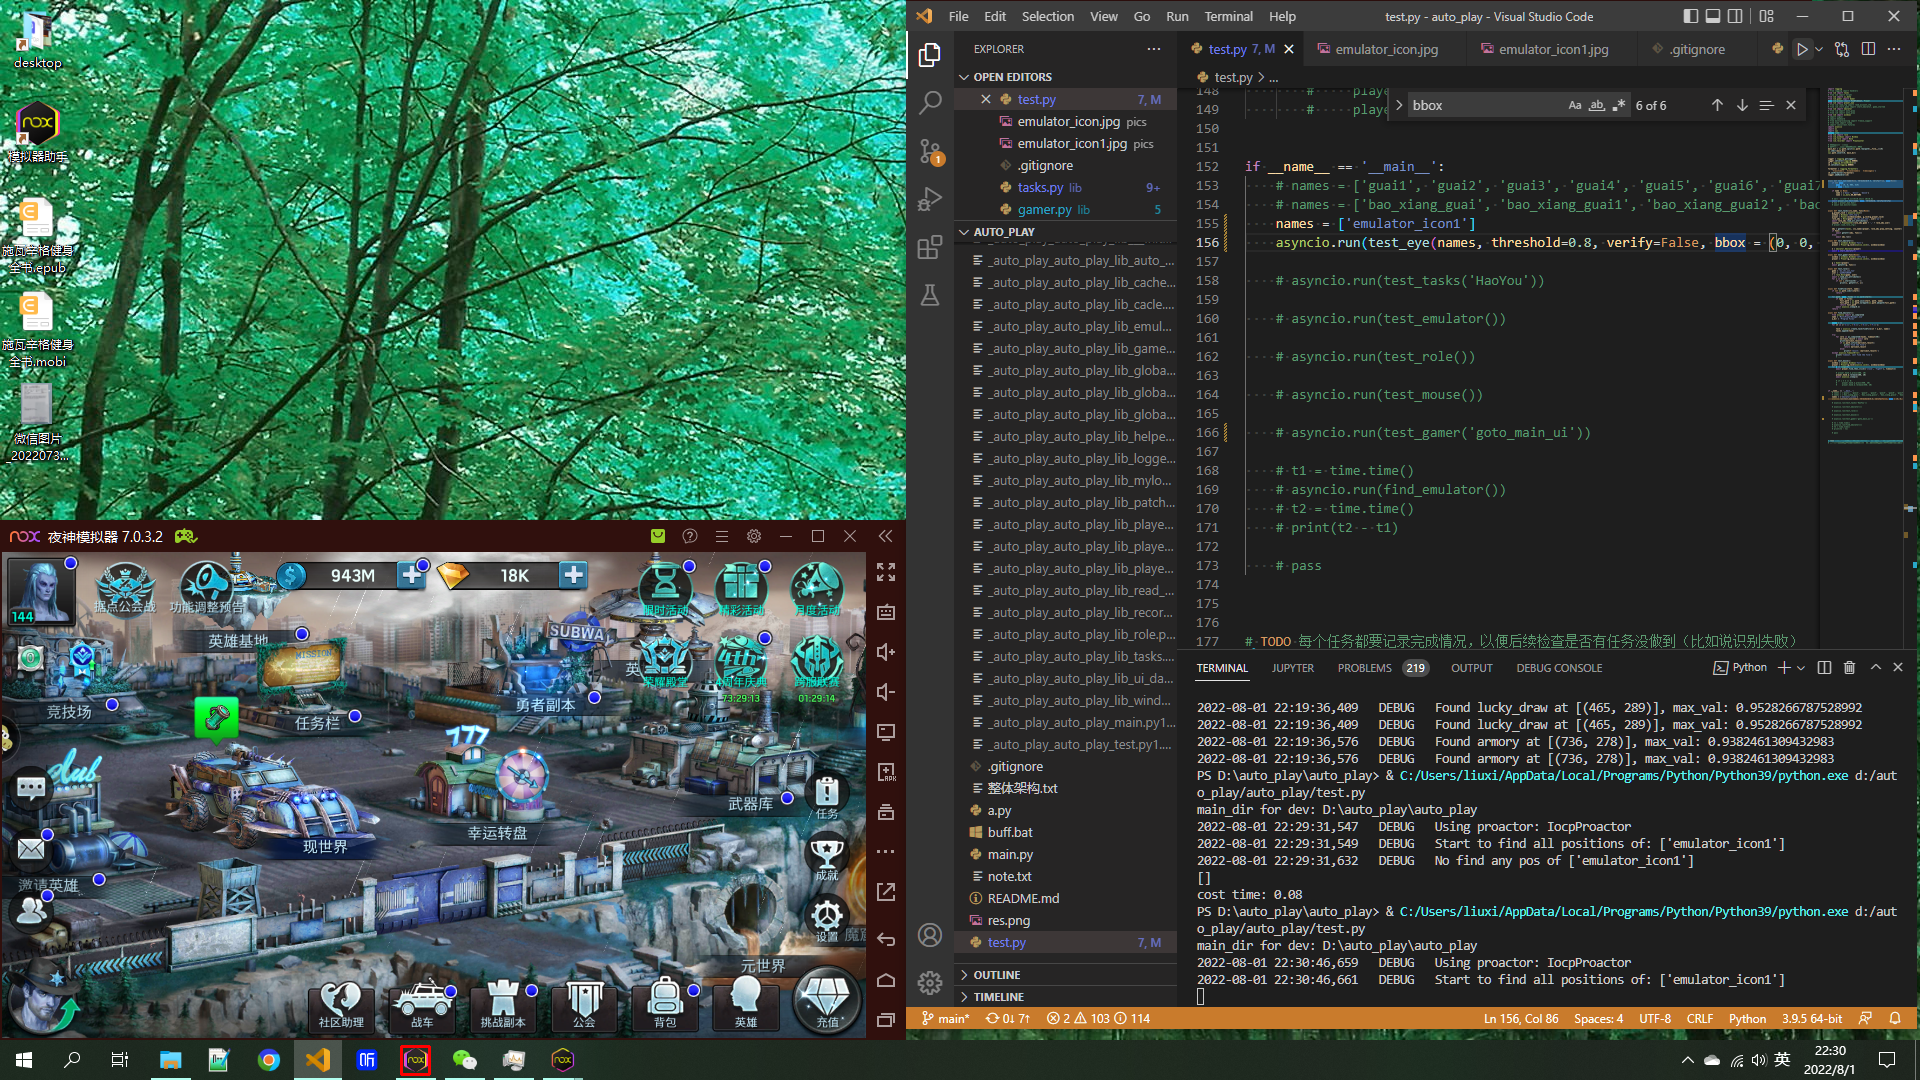 desktop
nox
模拟器助手
施瓦辛格健身
全书.epub
施瓦辛格健身
全书.mobi
微信图片
_2022073...
File Edit Selection View Go Run Terminal Help
test.py - auto_play - Visual Studio Code
EXPLORER
OPEN EDITORS
test.py 7, M
emulator_icon.jpg pics
emulator_icon1.jpg pics
.gitignore
tasks.py lib 9+
gamer.py lib 5
AUTO_PLAY
_auto_play_auto_play_lib_auto_...
_auto_play_auto_play_lib_cache...
_auto_play_auto_play_lib_cacle...
_auto_play_auto_play_lib_emul...
_auto_play_auto_play_lib_game...
_auto_play_auto_play_lib_globa...
_auto_play_auto_play_lib_globa...
_auto_play_auto_play_lib_globa...
_auto_play_auto_play_lib_helpe...
_auto_play_auto_play_lib_logge...
_auto_play_auto_play_lib_mylo...
_auto_play_auto_play_lib_patch...
_auto_play_auto_play_lib_playe...
_auto_play_auto_play_lib_playe...
_auto_play_auto_play_lib_playe...
_auto_play_auto_play_lib_read_...
_auto_play_auto_play_lib_recor...
_auto_play_auto_play_lib_role.p...
_auto_play_auto_play_lib_tasks....
_auto_play_auto_play_lib_ui_da...
_auto_play_auto_play_lib_wind...
_auto_play_auto_play_main.py1...
_auto_play_auto_play_test.py1....
.gitignore
整体架构.txt
a.py
buff.bat
main.py
note.txt
README.md
res.png
test.py 7, M
OUTLINE
TIMELINE
test.py 7, M
emulator_icon.jpg
emulator_icon1.jpg
.gitignore
test.py > ...
bbox
Aa ab 6 of 6
148 # playe
149 # playe
150
151
152 if __name__ == '__main__':
153 # names = ['guai1', 'guai2', 'guai3', 'guai4', 'guai5', 'guai6', 'guai7
154 # names = ['bao_xiang_guai', 'bao_xiang_guai1', 'bao_xiang_guai2', 'bao
155 names = ['emulator_icon1']
156 asyncio.run(test_eye(names, threshold=0.8, verify=False, bbox = (0, 0,
157
158 # asyncio.run(test_tasks('HaoYou'))
159
160 # asyncio.run(test_emulator())
161
162 # asyncio.run(test_role())
163
164 # asyncio.run(test_mouse())
165
166 # asyncio.run(test_gamer('goto_main_ui'))
167
168 # t1 = time.time()
169 # asyncio.run(find_emulator())
170 # t2 = time.time()
171 # print(t2 - t1)
172
173 # pass
174
175
176
177 # TODO 每个任务都要记录完成情况，以便后续检查是否有任务没做到（比如说识别失败）
TERMINAL JUPYTER PROBLEMS 219 OUTPUT DEBUG CONSOLE
Python
2022-08-01 22:19:36,409 DEBUG Found lucky_draw at [(465, 289)], max_val: 0.9528266787528992
2022-08-01 22:19:36,409 DEBUG Found lucky_draw at [(465, 289)], max_val: 0.9528266787528992
2022-08-01 22:19:36,576 DEBUG Found armory at [(736, 278)], max_val: 0.9382461309432983
2022-08-01 22:19:36,576 DEBUG Found armory at [(736, 278)], max_val: 0.9382461309432983
PS D:\auto_play\auto_play> & C:/Users/liuxi/AppData/Local/Programs/Python/Python39/python.exe d:/aut
o_play/auto_play/test.py
main_dir for dev: D:\auto_play\auto_play
2022-08-01 22:29:31,547 DEBUG Using proactor: IocpProactor
2022-08-01 22:29:31,549 DEBUG Start to find all positions of: ['emulator_icon1']
2022-08-01 22:29:31,632 DEBUG No find any pos of ['emulator_icon1']
[]
cost time: 0.08
PS D:\auto_play\auto_play> & C:/Users/liuxi/AppData/Local/Programs/Python/Python39/python.exe d:/aut
o_play/auto_play/test.py
main_dir for dev: D:\auto_play\auto_play
2022-08-01 22:30:46,659 DEBUG Using proactor: IocpProactor
2022-08-01 22:30:46,661 DEBUG Start to find all positions of: ['emulator_icon1']
main* 0↓ 7↑ 2 103 114
Ln 156, Col 86 Spaces: 4 UTF-8 CRLF Python 3.9.5 64-bit
nox 夜神模拟器 7.0.3.2
144
据点公会战
功能调整预告
943M
18K
限时活动
精彩活动
月度活动
英雄基地
MISSION
SUBWA
英
荣耀殿堂
4th
4周年庆典
73:29:13
跨服联赛
01:29:14
竞技场
任务栏
勇者副本
777
club
武器库
任务
现世界
幸运转盘
成就
邀请英雄
设置
魔窟
元世界
社区助理
战车
挑战副本
公会
背包
英雄
充值
APK
英
22:30
2022/8/1